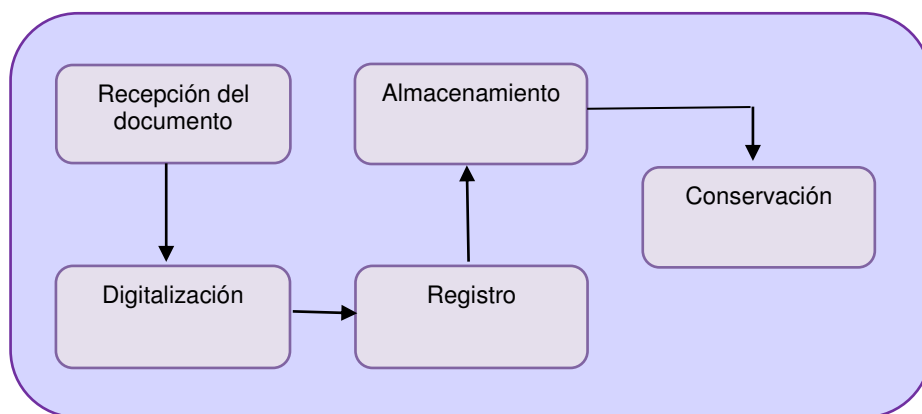 Recepción del
documento
Digitalización
Registro
Almacenamiento
Conservación